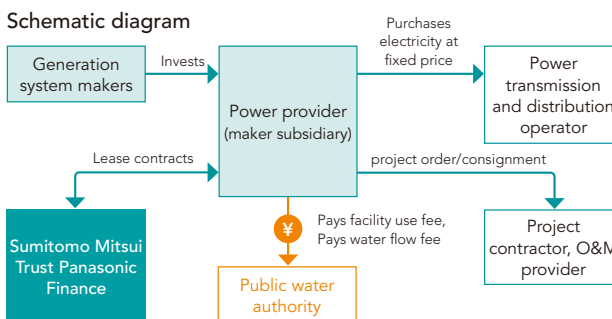 Schematic diagram
Generation
system makers
Invests
Power provider
(maker subsidiary)
Purchases
electricity at
fixed price
Power
transmission
and distribution
operator
Lease contracts
project order/consignment
Sumitomo Mitsui
Trust Panasonic
Finance
¥
Pays facility use fee,
Pays water flow fee
Public water
authority
Project
contractor, O&M
provider